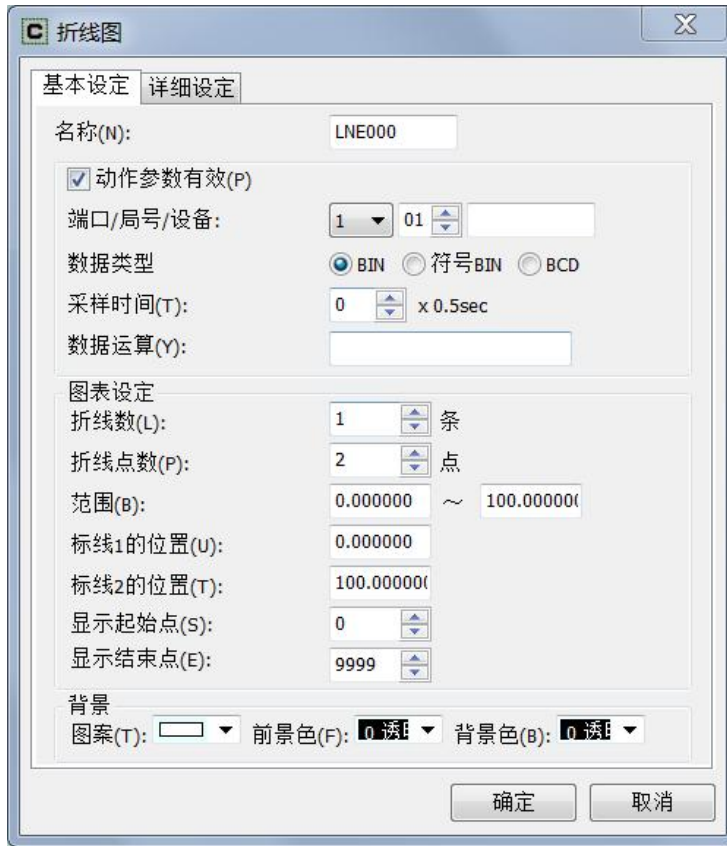 C 折线图
基本设定 详细设定
名称(N): LNE000
动作参数有效(P)
端口/局号/设备: 1 01
数据类型 BIN 符号BIN BCD
采样时间(T): 0 x 0.5sec
数据运算(Y):
图表设定
折线数(L): 1 条
折线点数(P): 2 点
范围(B): 0.000000 ～ 100.000000
标线1的位置(U): 0.000000
标线2的位置(T): 100.000000
显示起始点(S): 0
显示结束点(E): 9999
背景
图案(T): 前景色(F): 0 透 背景色(B): 0 透
确定 取消